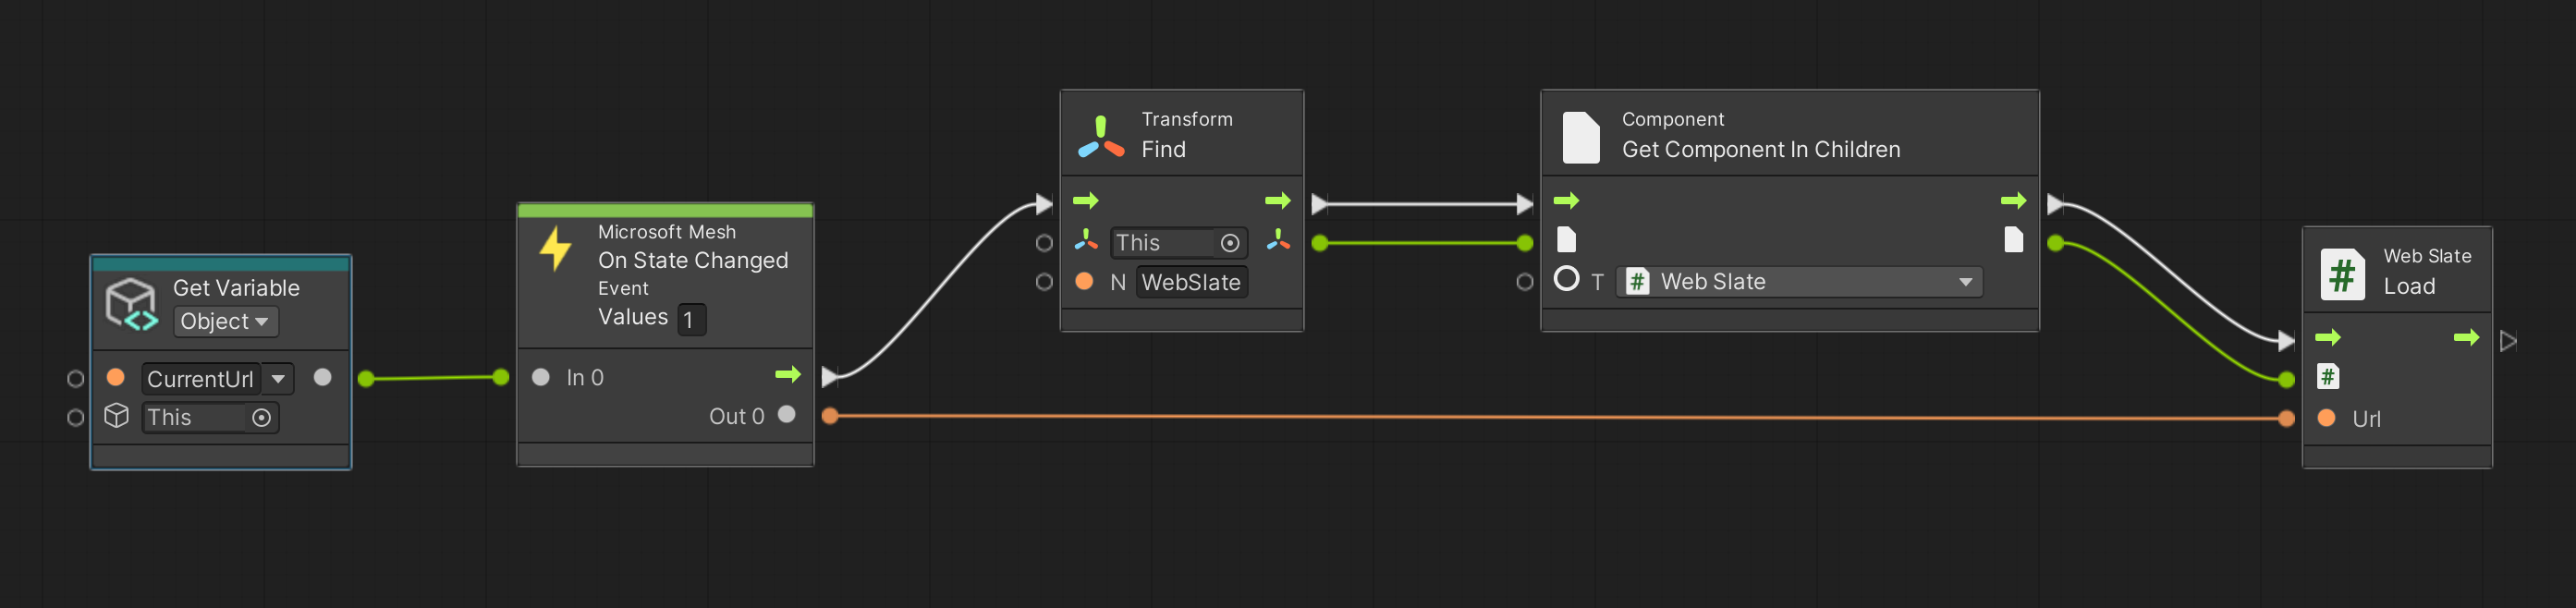 Get Variable
Object
CurrentUrl
This
Microsoft Mesh
On State Changed
Event
Values 1
In 0
Out 0
Transform
Find
This
N WebSlate
Component
Get Component In Children
T # Web Slate
Web Slate
Load
Url